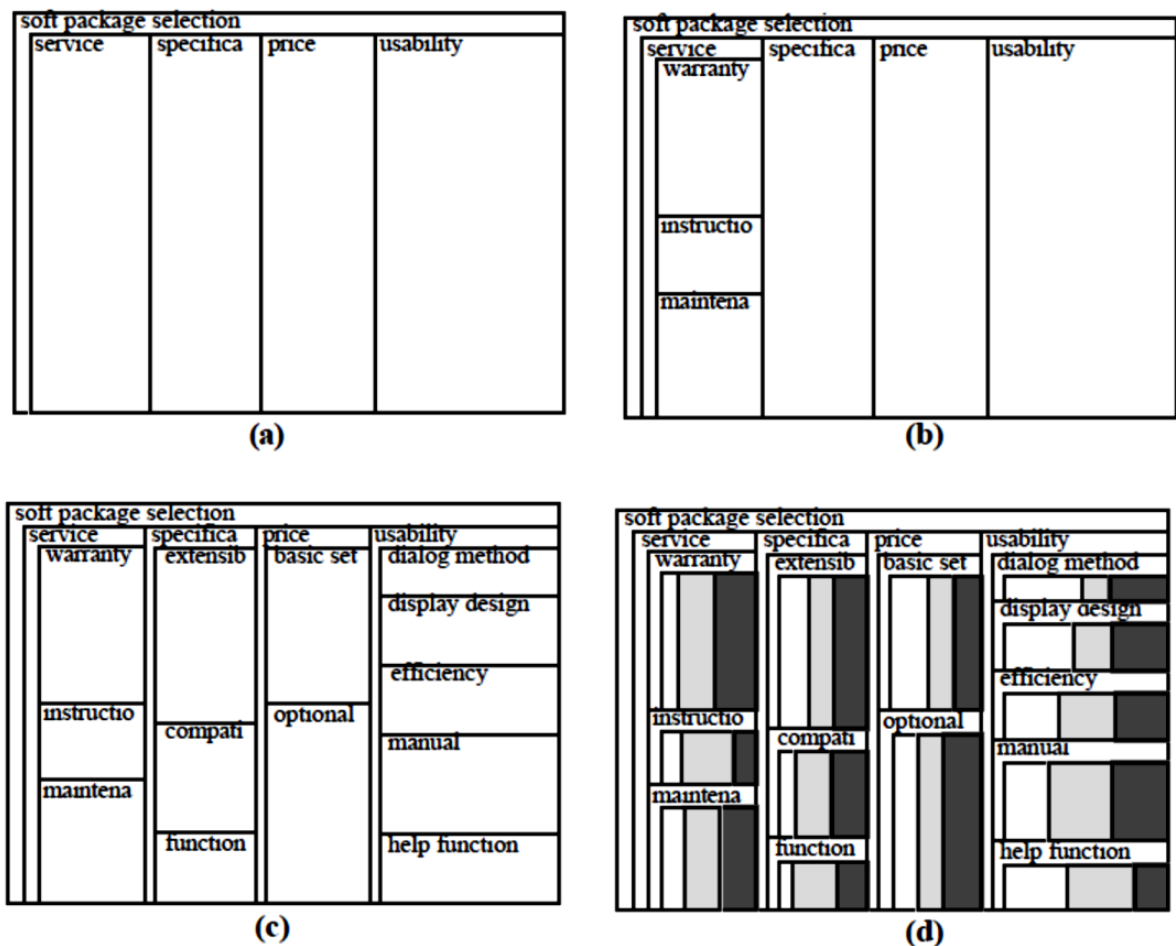 soft package selection
service specifica price usability
(a)
soft package selection
service specifica price usability
warranty
instructio
maintena
(b)
soft package selection
service specifica price usability
warranty extensib basic set dialog method
display design
efficiency
instructio compati optional manual
maintena
function help function
(c)
soft package selection
service specifica price usability
warranty extensib basic set dialog method
display design
efficiency
instructio compati optional manual
maintena
function help function
(d)